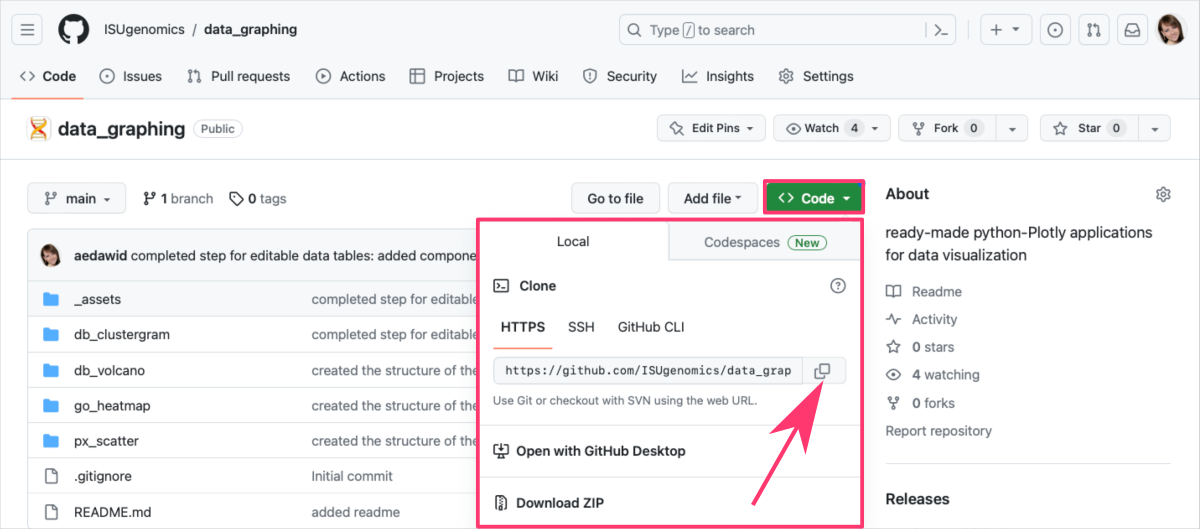 ISUgenomics / data_graphing
Type / to search
Code Issues Pull requests Actions Projects Wiki Security Insights Settings
data_graphing Public
Edit Pins Watch 4 Fork 0 Star 0
main 1 branch 0 tags
Go to file Add file Code
aedawid completed step for editable data tables: added compone
_assets completed step for editable
db_clustergram completed step for editable
db_volcano created the structure of the
go_heatmap created the structure of the
px_scatter created the structure of the
.gitignore Initial commit
README.md added readme
Local Codespaces New
Clone
HTTPS SSH GitHub CLI
https://github.com/ISUgenomics/data_grap
Use Git or checkout with SVN using the web URL.
Open with GitHub Desktop
Download ZIP
About
ready-made python-Plotly applications
for data visualization
Readme
Activity
0 stars
4 watching
0 forks
Report repository
Releases